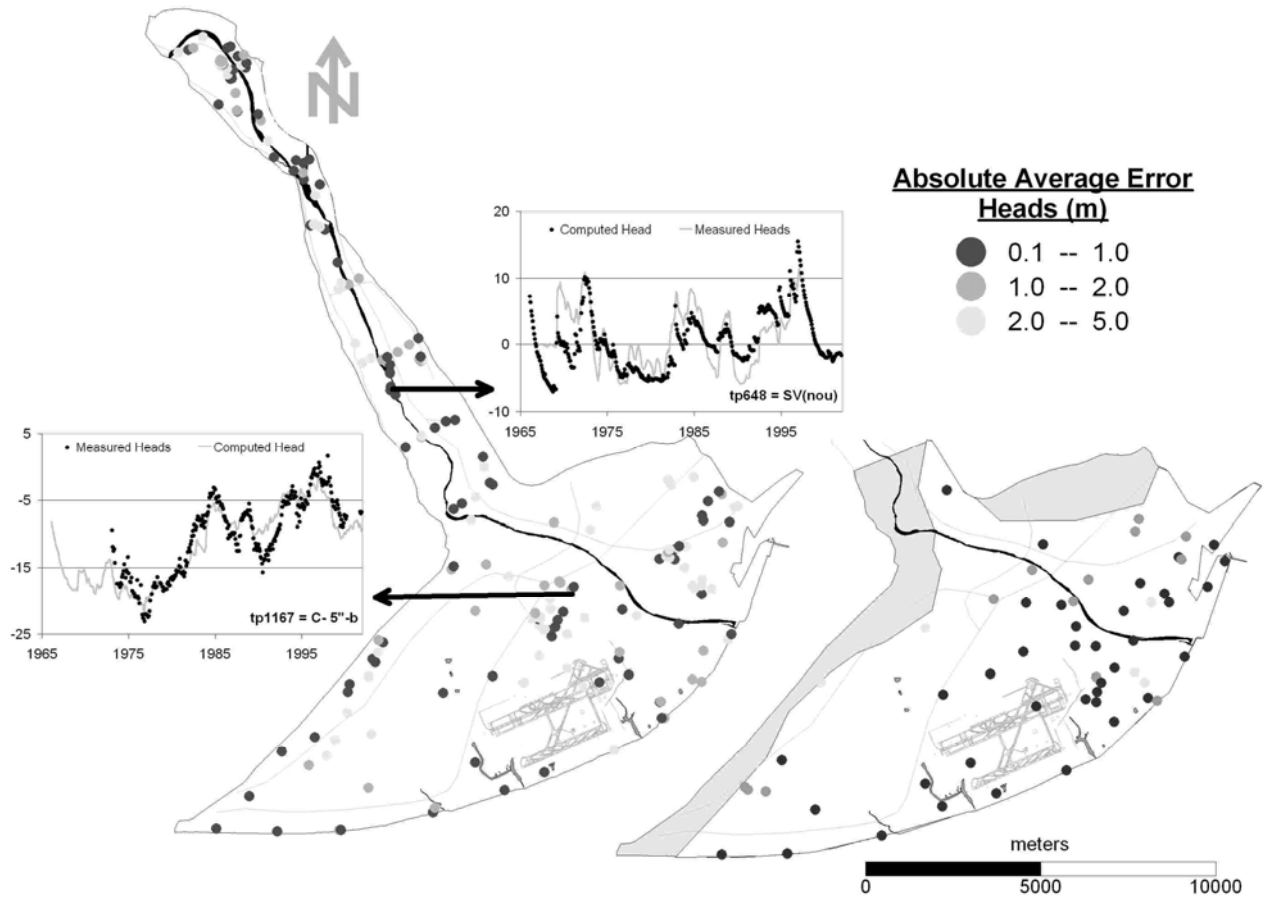 N
Absolute Average Error
Heads (m)
0.1 -- 1.0
1.0 -- 2.0
2.0 -- 5.0
20
10
0
-10
Computed Head
Measured Heads
tp648 = SV(nou)
1965
1975
1985
1995
5
-5
-15
-25
Measured Heads
Computed Head
tp1167 = C- 5"-b
1965
1975
1985
1995
meters
0
5000
10000